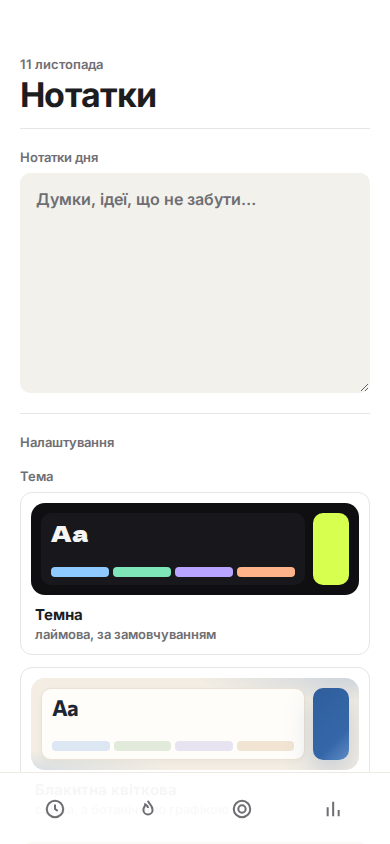 11 листопада
Нотатки
Нотатки дня
Думки, ідеї, що не забути...
Налаштування
Тема
Aa
Темна
лаймова, за замовчуванням
Aa
Блакитна квіткова